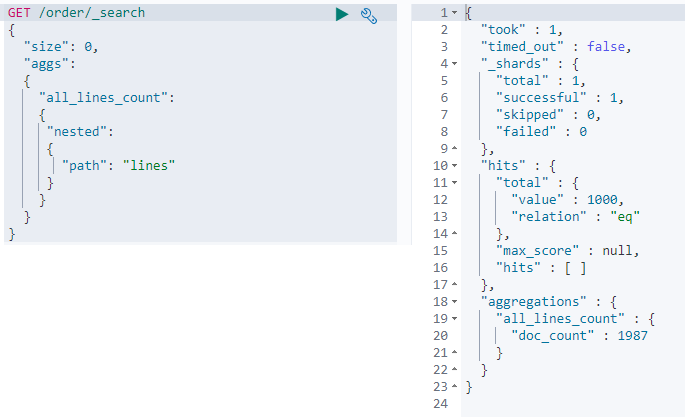 GET /order/_search
{
  "size": 0,
  "aggs":
  {
    "all_lines_count":
    {
     "nested":
     {
       "path": "lines"
     }
    }
  }
}
1 {
2   "took" : 1,
3   "timed_out" : false,
4   "_shards" : {
5     "total" : 1,
6     "successful" : 1,
7     "skipped" : 0,
8     "failed" : 0
9   },
10   "hits" : {
11     "total" : {
12       "value" : 1000,
13       "relation" : "eq"
14     },
15     "max_score" : null,
16     "hits" : [ ]
17   },
18   "aggregations" : {
19     "all_lines_count" : {
20       "doc_count" : 1987
21     }
22   }
23 }
24